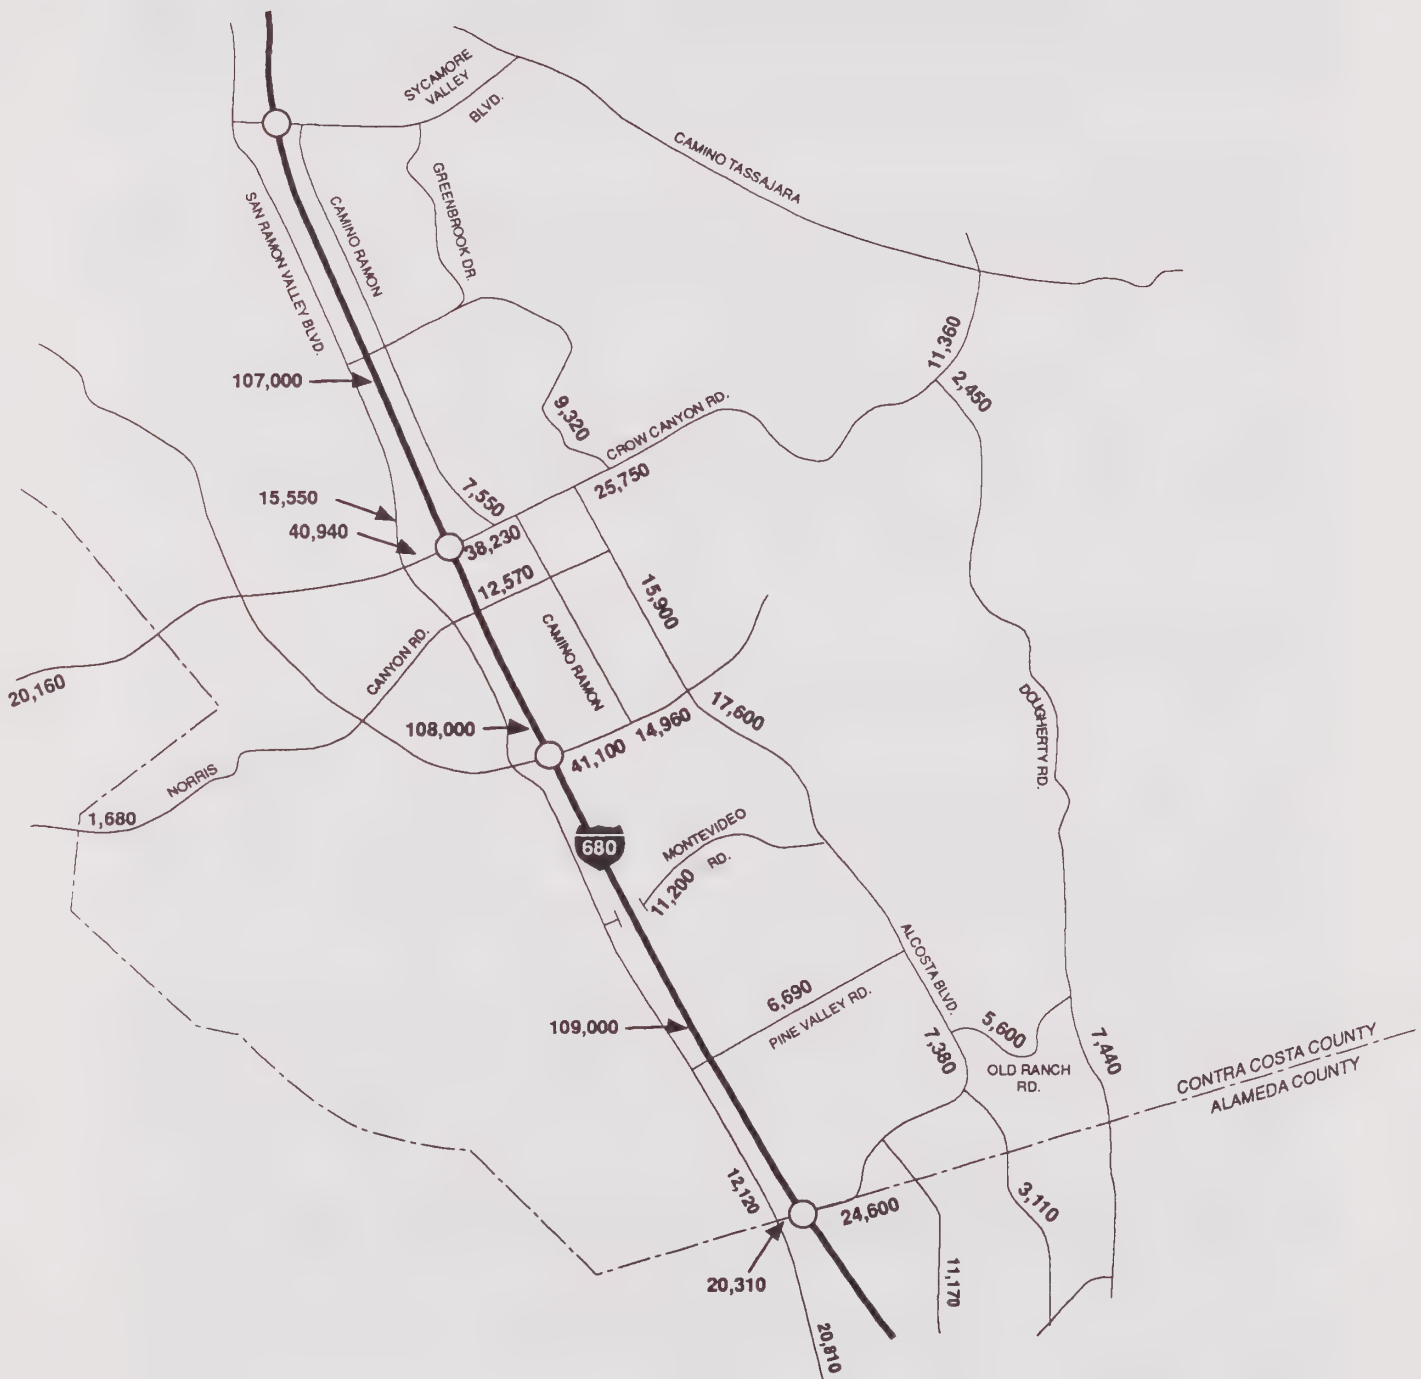 SYCAMORE
VALLEY
BLVD.
CAMINO TASSAJARA
GREENBROOK DR.
CAMINO RAMON
SAN RAMON VALLEY BLVD.
11,360
107,000
2,450
9,320
CROW CANYON RD.
25,750
7,550
15,550
40,940
38,230
12,570
15,900
CAMINO RAMON
CANYON RD.
20,160
17,600
DOUGHERTY RD.
108,000
14,960
41,100
NORRIS
1,680
MONTEVIDEO
RD.
680
11,200
ALCOSTA BLVD.
6,690
PINE VALLEY RD.
109,000
5,600
7,380
7,440
OLD RANCH
RD.
CONTRA COSTA COUNTY
ALAMEDA COUNTY
12,120
24,600
3,110
20,310
11,170
20,810